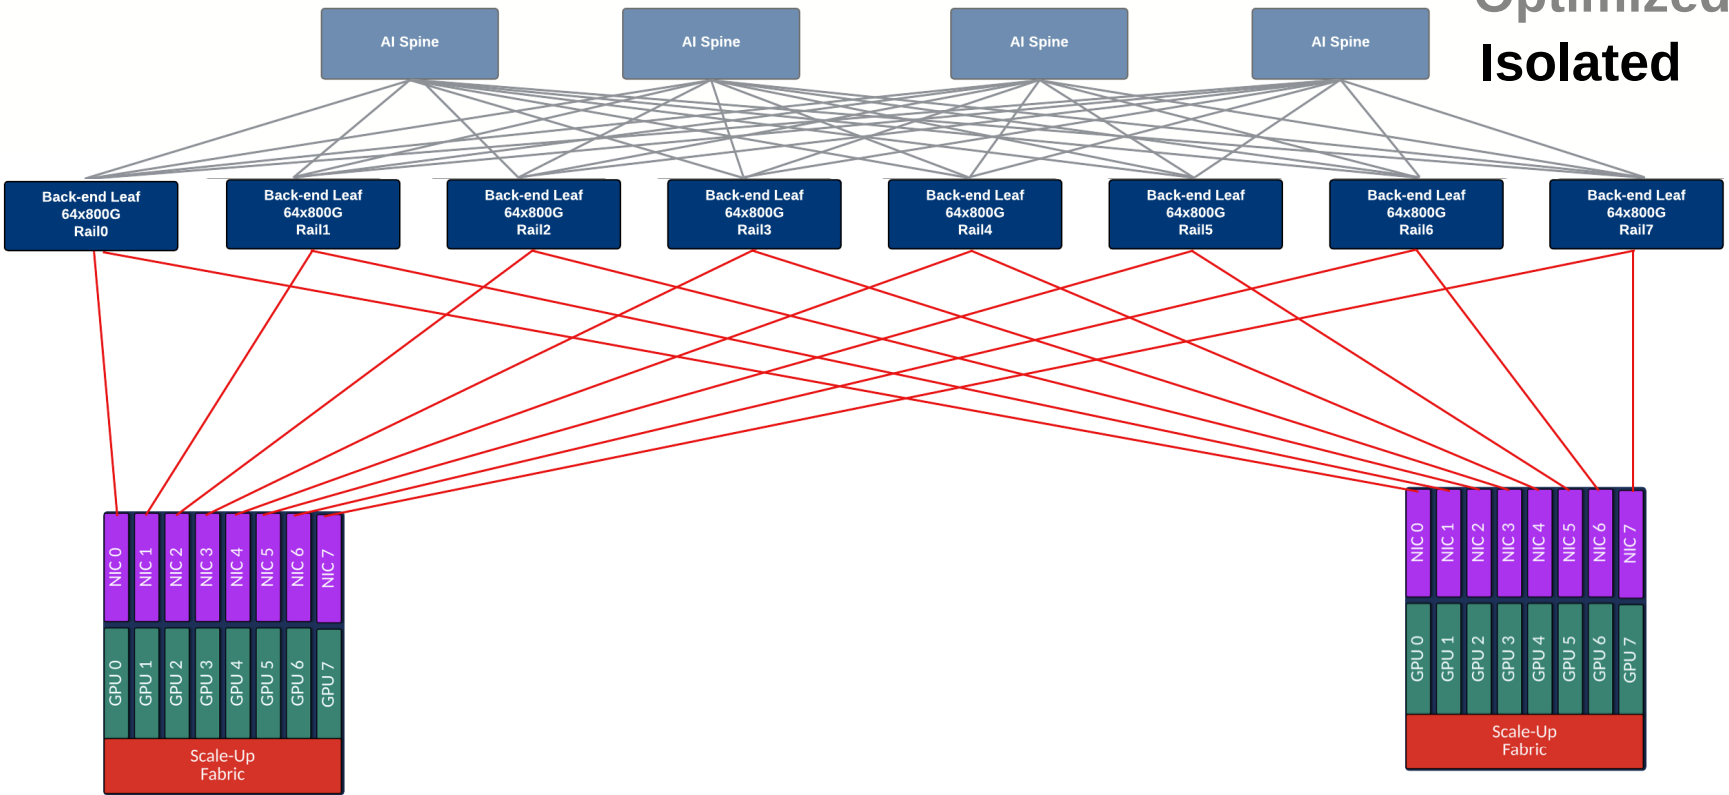 Optimized
Isolated
AI Spine
AI Spine
AI Spine
AI Spine
Back-end Leaf
64x800G
Rail0
Back-end Leaf
64x800G
Rail1
Back-end Leaf
64x800G
Rail2
Back-end Leaf
64x800G
Rail3
Back-end Leaf
64x800G
Rail4
Back-end Leaf
64x800G
Rail5
Back-end Leaf
64x800G
Rail6
Back-end Leaf
64x800G
Rail7
NIC 0
NIC 1
NIC 2
NIC 3
NIC 4
NIC 5
NIC 6
NIC 7
GPU 0
GPU 1
GPU 2
GPU 3
GPU 4
GPU 5
GPU 6
GPU 7
Scale-Up
Fabric
NIC 0
NIC 1
NIC 2
NIC 3
NIC 4
NIC 5
NIC 6
NIC 7
GPU 0
GPU 1
GPU 2
GPU 3
GPU 4
GPU 5
GPU 6
GPU 7
Scale-Up
Fabric